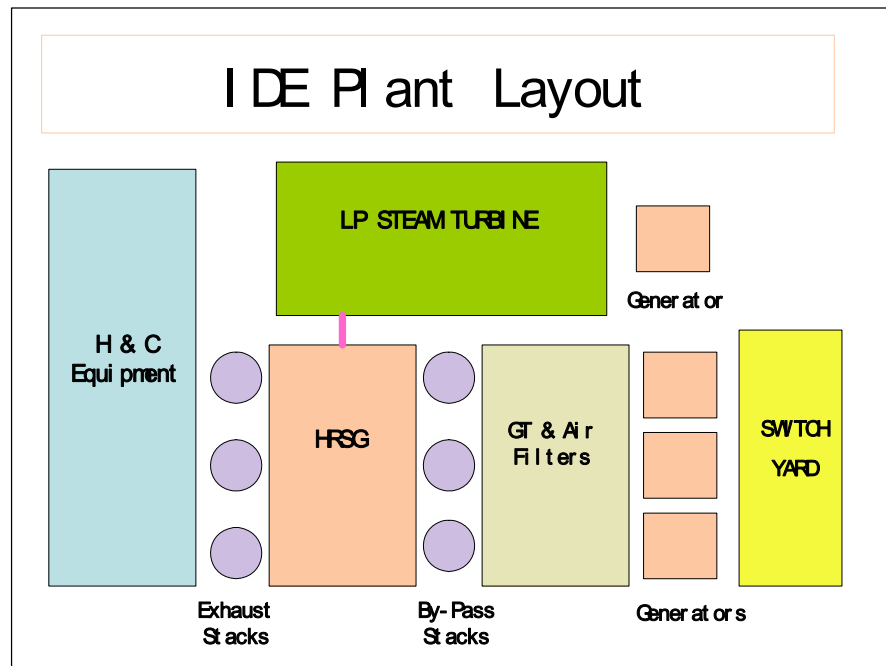 IDE Plant Layout
LP STEAM TURBINE
Generator
H & C
Equipment
HRSG
GT & Air
Filters
SWITCH
YARD
Exhaust
Stacks
By-Pass
Stacks
Generators